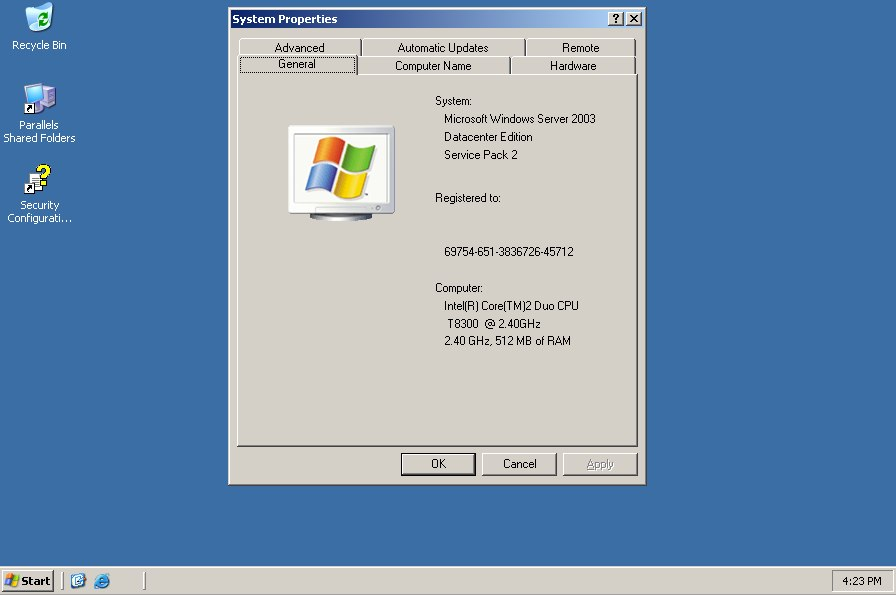 Recycle Bin
Parallels
Shared Folders
Security
Configurati...
System Properties
Advanced
Automatic Updates
Remote
General
Computer Name
Hardware
System:
Microsoft Windows Server 2003
Datacenter Edition
Service Pack 2
Registered to:
69754-651-3836726-45712
Computer:
Intel(R) Core(TM)2 Duo CPU
T8300 @ 2.40GHz
2.40 GHz, 512 MB of RAM
OK
Cancel
Apply
Start
4:23 PM